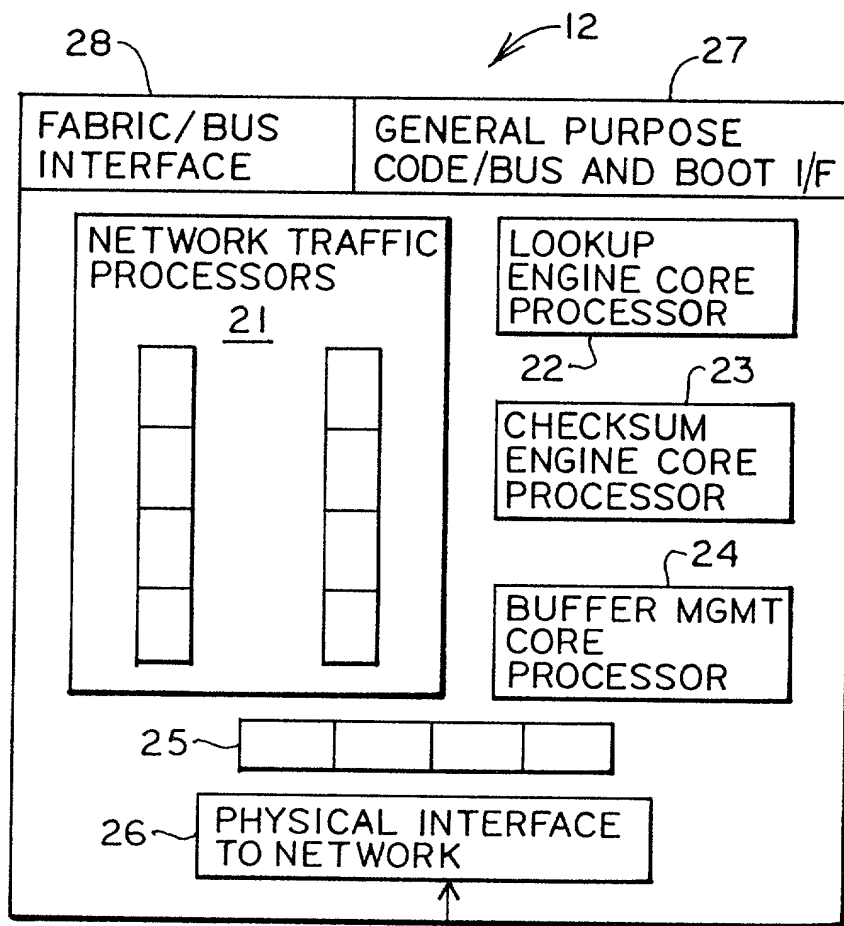 28
12
27
FABRIC/BUS
INTERFACE
GENERAL PURPOSE
CODE/BUS AND BOOT I/F
NETWORK TRAFFIC
PROCESSORS
21
LOOKUP
ENGINE CORE
PROCESSOR
22
23
CHECKSUM
ENGINE CORE
PROCESSOR
24
BUFFER MGMT
CORE
PROCESSOR
25
26
PHYSICAL INTERFACE
TO NETWORK